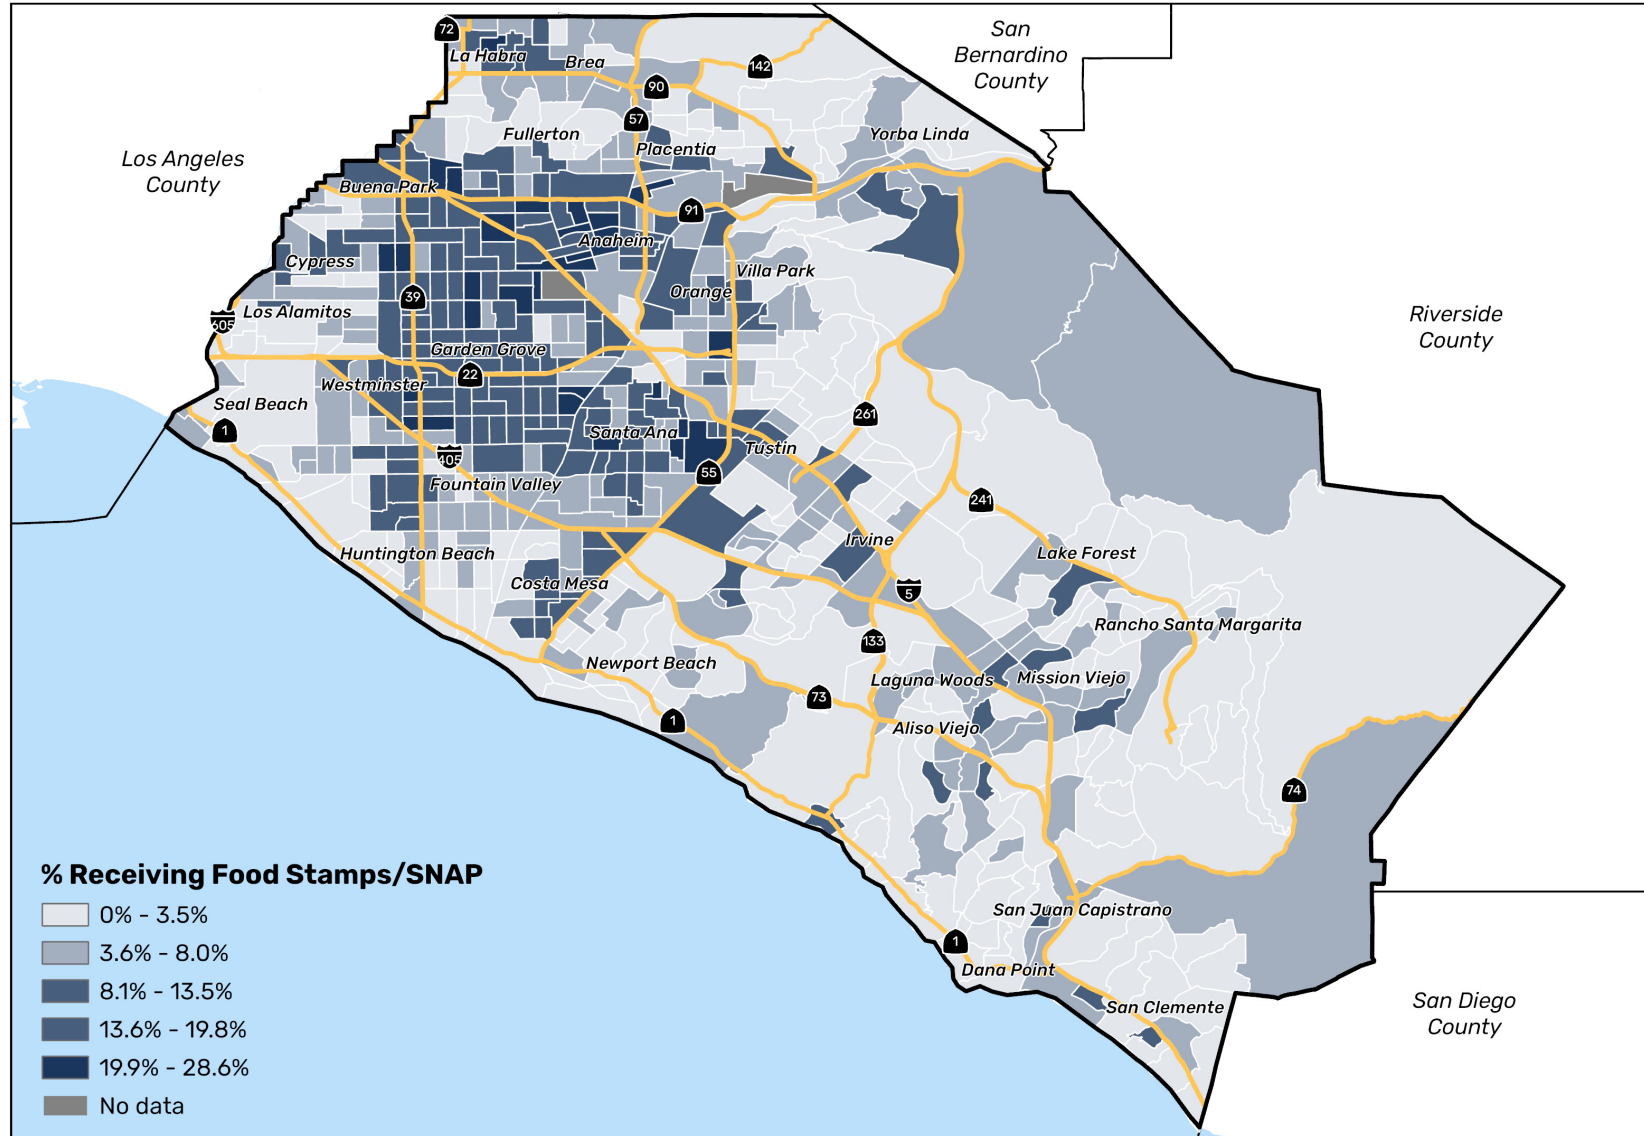 San
Bernardino
County
72
La Habra
Brea
142
90
57
Fullerton
Placentia
Yorba Linda
Los Angeles
County
Buena Park
91
Anaheim
Cypress
Villa Park
Orange
39
Los Alamitos
605
Riverside
County
Garden Grove
22
Westminster
Seal Beach
1
261
Santa Ana
Tustin
405
55
Fountain Valley
241
Irvine
Huntington Beach
Lake Forest
Costa Mesa
5
Rancho Santa Margarita
133
Newport Beach
Laguna Woods
Mission Viejo
73
1
Aliso Viejo
74
San Juan Capistrano
1
Dana Point
San Clemente
San Diego
County
% Receiving Food Stamps/SNAP
0% - 3.5%
3.6% - 8.0%
8.1% - 13.5%
13.6% - 19.8%
19.9% - 28.6%
No data